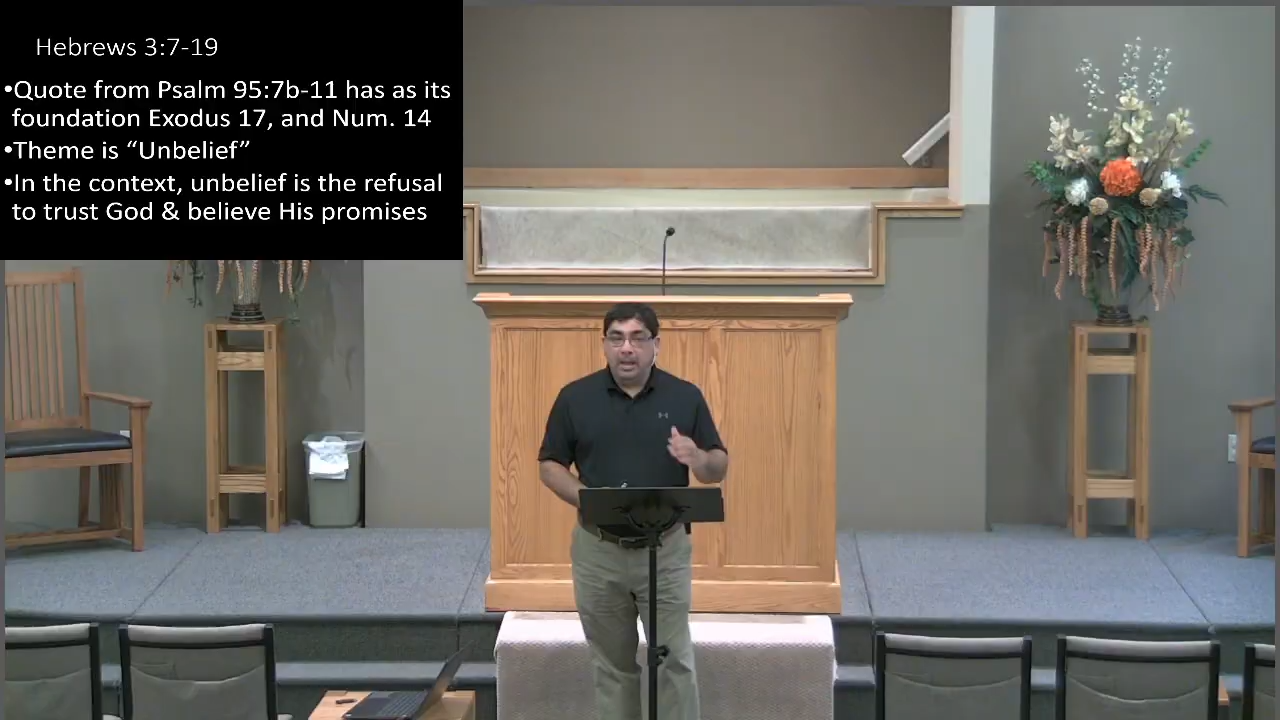 Hebrews 3:7-19
•Quote from Psalm 95:7b-11 has as its
foundation Exodus 17, and Num. 14
•Theme is “Unbelief”
•In the context, unbelief is the refusal
to trust God & believe His promises